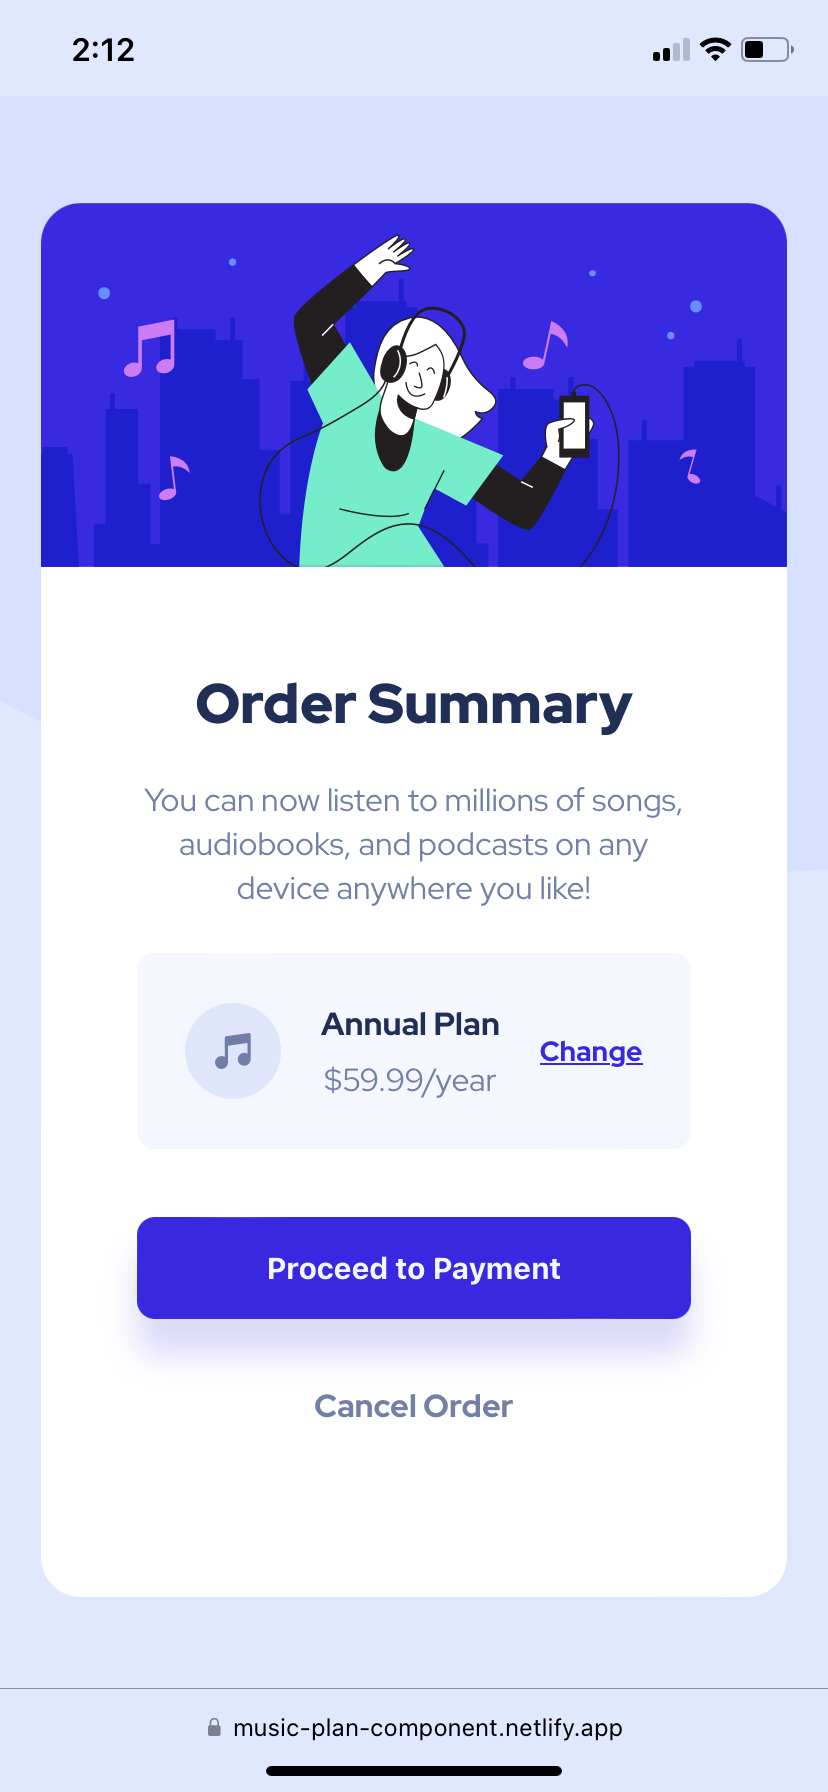 2:12
Order Summary
You can now listen to millions of songs,
audiobooks, and podcasts on any
device anywhere you like!
Annual Plan
$59.99/year
Change
Proceed to Payment
Cancel Order
music-plan-component.netlify.app